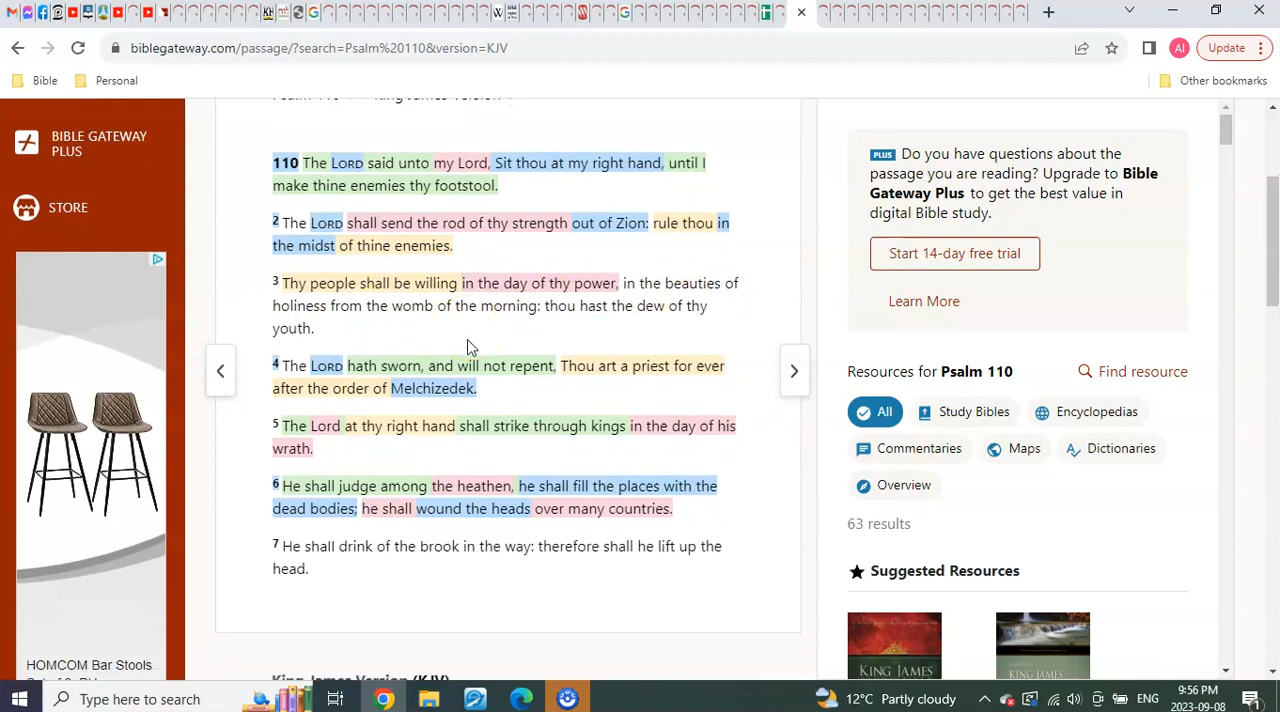 biblegateway.com/passage/?search=Psalm%20110&version=KJV
Update
Bible
Personal
Other bookmarks
BIBLE GATEWAY
PLUS
STORE
HOMCOM Bar Stools
110 The LORD said unto my Lord, Sit thou at my right hand, until I
make thine enemies thy footstool.
2 The LORD shall send the rod of thy strength out of Zion: rule thou in
the midst of thine enemies.
3 Thy people shall be willing in the day of thy power, in the beauties of
holiness from the womb of the morning: thou hast the dew of thy
youth.
4 The LORD hath sworn, and will not repent, Thou art a priest for ever
after the order of Melchizedek.
5 The Lord at thy right hand shall strike through kings in the day of his
wrath.
6 He shall judge among the heathen, he shall fill the places with the
dead bodies; he shall wound the heads over many countries.
7 He shall drink of the brook in the way: therefore shall he lift up the
head.
King James Version (KJV)
PLUS Do you have questions about the
passage you are reading? Upgrade to Bible
Gateway Plus to get the best value in
digital Bible study.
Start 14-day free trial
Learn More
Resources for Psalm 110
Find resource
All
Study Bibles
Encyclopedias
Commentaries
Maps
Dictionaries
Overview
63 results
Suggested Resources
KING JAMES
KING JAMES
Type here to search
12°C Partly cloudy
ENG
9:56 PM
2023-09-08